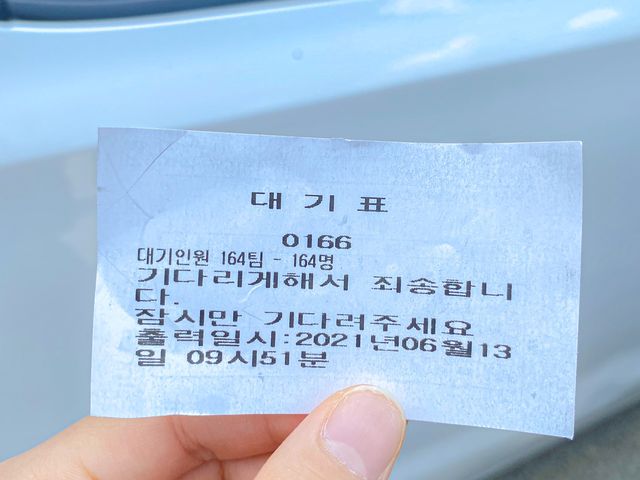 대기표
0166
대기인원 164팀 - 164명
기다리게해서 죄송합니
다.
잠시만 기다려주세요
출력일시:2021년06월13
일 09시51분